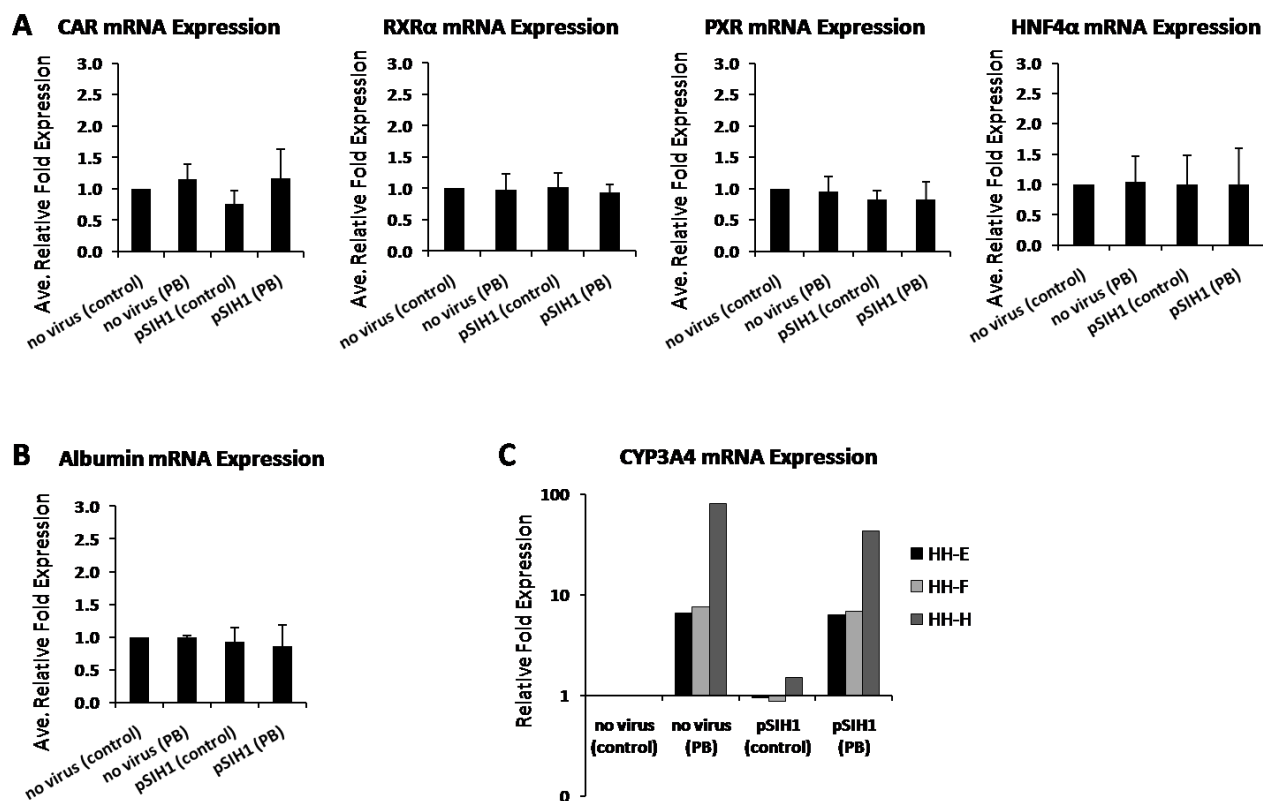 A
CAR mRNA Expression
Ave. Relative Fold Expression
3.0
2.5
2.0
1.5
1.0
0.5
0.0
no virus (control)
no virus (PB)
pSIH1 (control)
pSIH1 (PB)
RXRα mRNA Expression
Ave. Relative Fold Expression
3.0
2.5
2.0
1.5
1.0
0.5
0.0
no virus (control)
no virus (PB)
pSIH1 (control)
pSIH1 (PB)
PXR mRNA Expression
Ave. Relative Fold Expression
3.0
2.5
2.0
1.5
1.0
0.5
0.0
no virus (control)
no virus (PB)
pSIH1 (control)
pSIH1 (PB)
HNF4α mRNA Expression
Ave. Relative Fold Expression
3.0
2.5
2.0
1.5
1.0
0.5
0.0
no virus (control)
no virus (PB)
pSIH1 (control)
pSIH1 (PB)
B
Albumin mRNA Expression
Ave. Relative Fold Expression
3.0
2.5
2.0
1.5
1.0
0.5
0.0
no virus (control)
no virus (PB)
pSIH1 (control)
pSIH1 (PB)
C
CYP3A4 mRNA Expression
Relative Fold Expression
100
10
1
0
no virus
(control)
no virus
(PB)
pSIH1
(control)
pSIH1
(PB)
HH-E
HH-F
HH-H